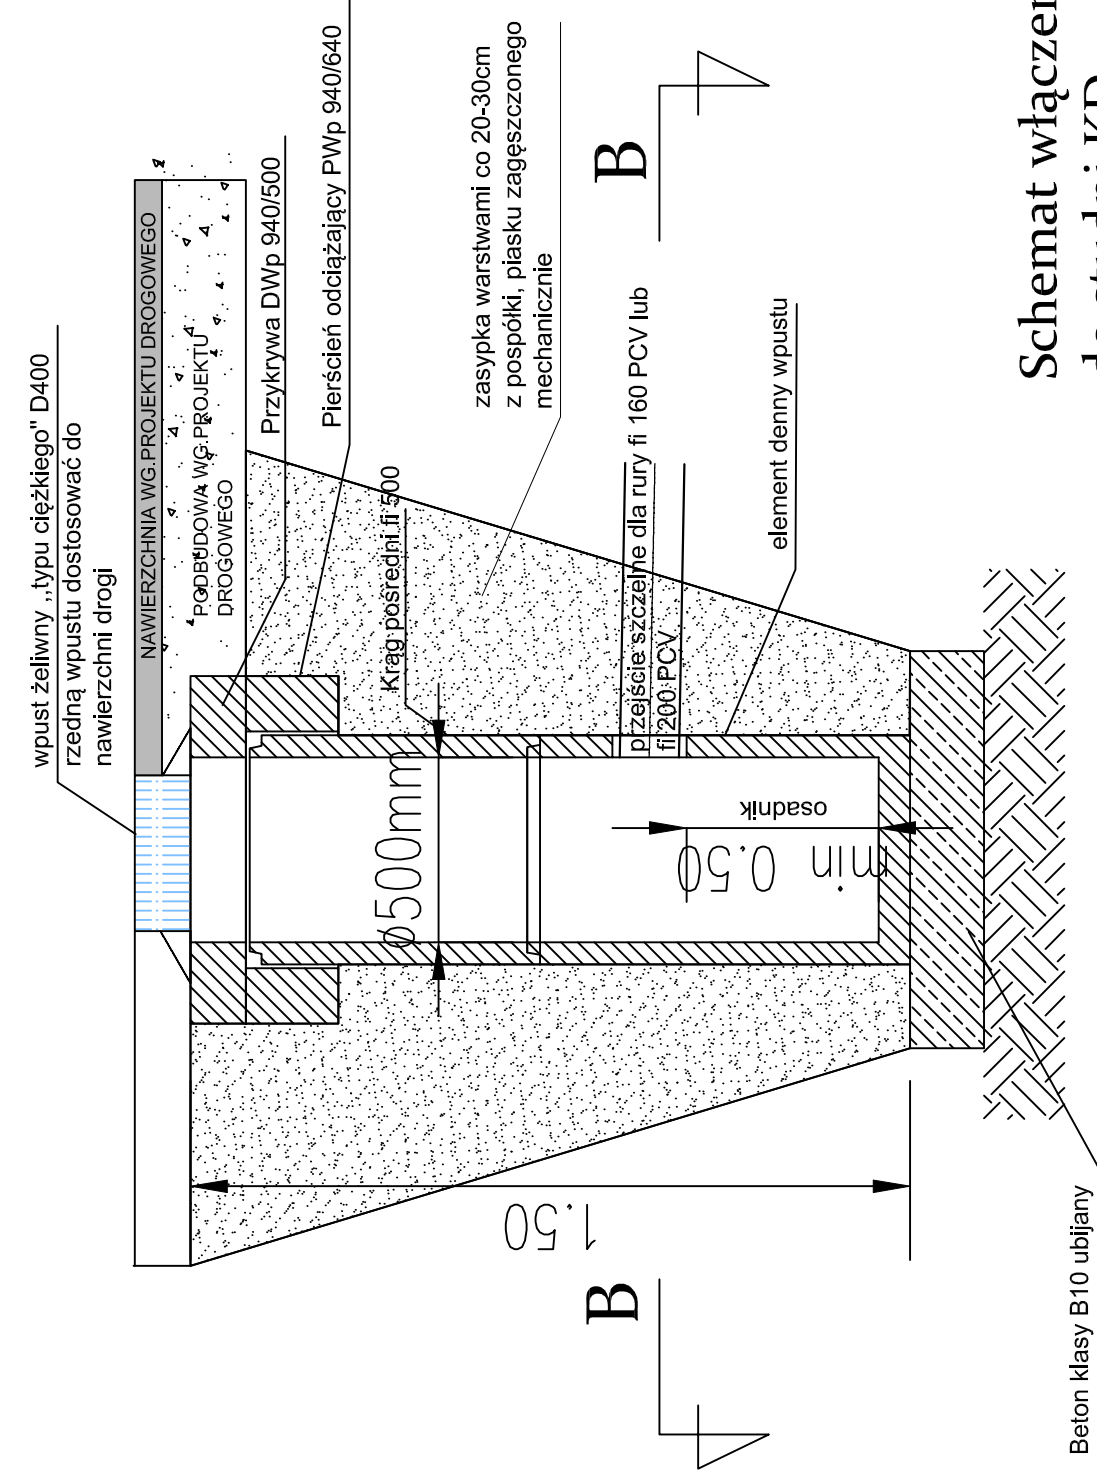 wpust żeliwny ,,typu ciężkiego" D400
rzedną wpustu dostosować do
nawierzchni drogi
NAWIERZCHNIA WG.PROJEKTU DROGOWEGO
PODBUDOWA WG.PROJEKTU
DROGOWEGO
Przykrywa DWp 940/500
Pierścień odciążający PWp 940/640
Krąg pośredni fi 500
zasypka warstwami co 20-30cm
z pospółki, piasku zagęszczonego
mechanicznie
przejście szczelne dla rury fi 160 PCV lub
fi 200 PCV
element denny wpustu
ø500mm
osadnik
min 0.50
1.50
B
B
Beton klasy B10 ubijany
Schemat włączen
do studni KD